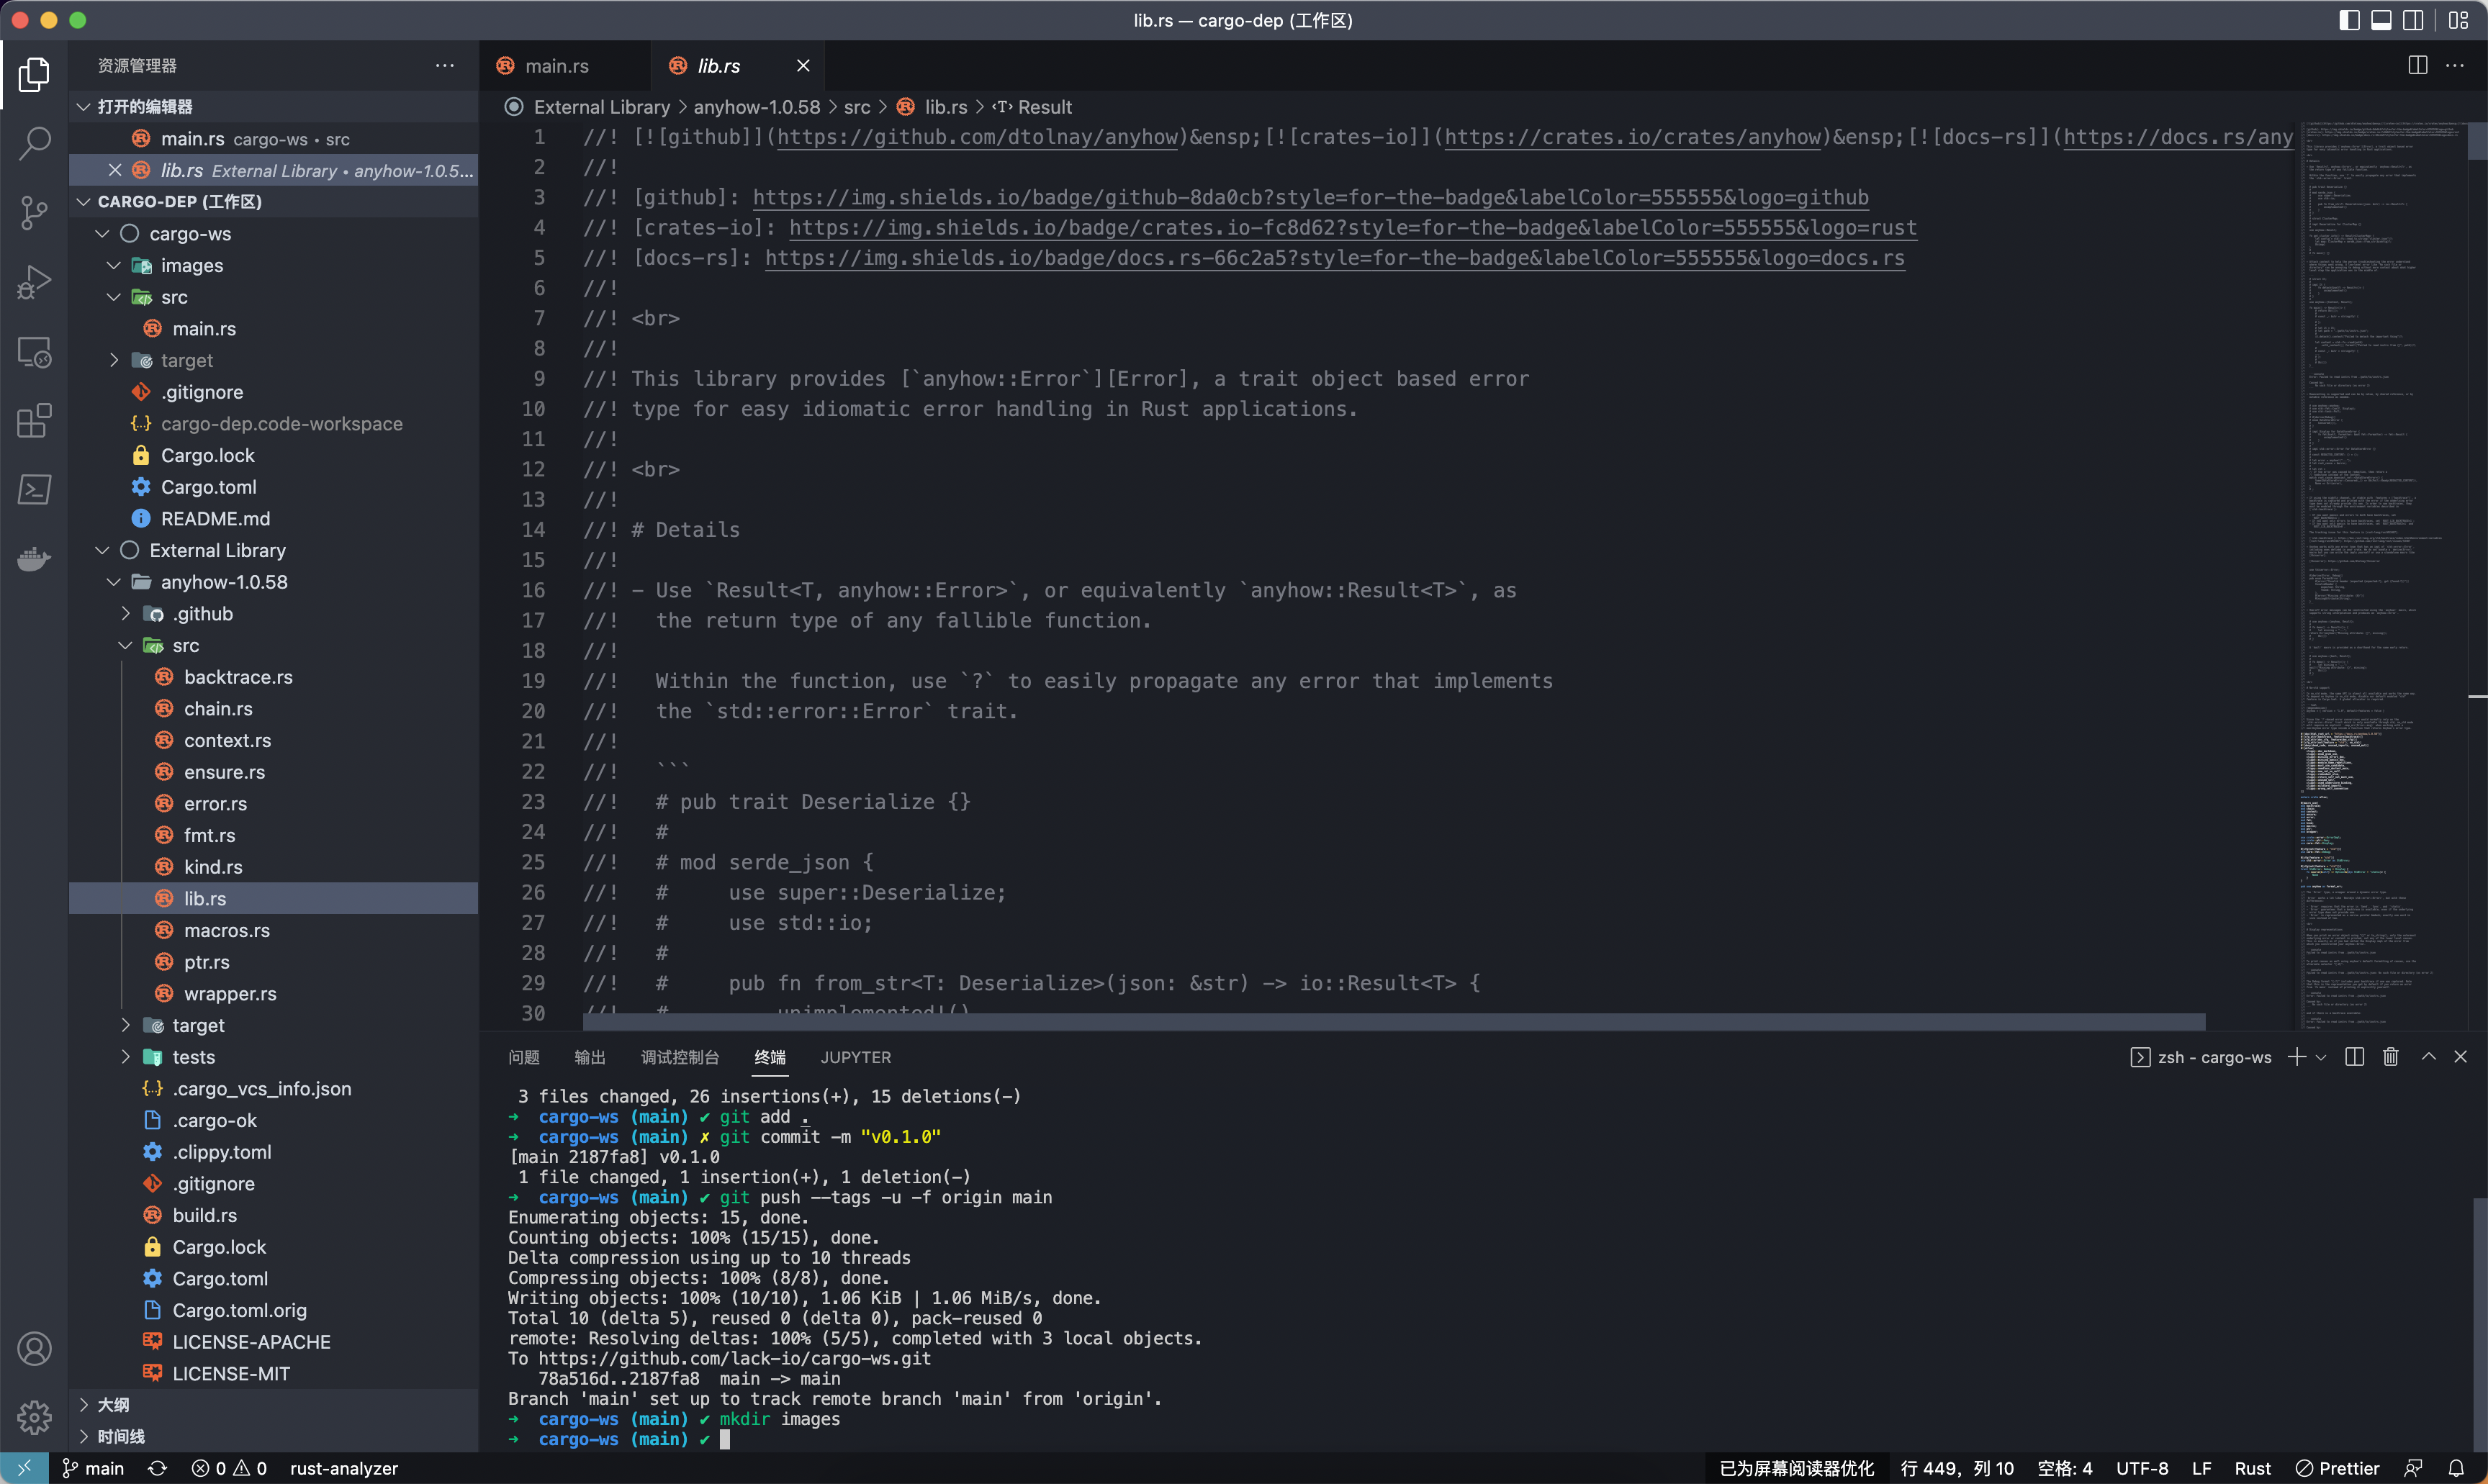 lib.rs — cargo-dep (工作区)
资源管理器
打开的编辑器
main.rs cargo-ws • src
lib.rs External Library • anyhow-1.0.5...
CARGO-DEP (工作区)
cargo-ws
images
src
main.rs
target
.gitignore
cargo-dep.code-workspace
Cargo.lock
Cargo.toml
README.md
External Library
anyhow-1.0.58
.github
src
backtrace.rs
chain.rs
context.rs
ensure.rs
error.rs
fmt.rs
kind.rs
lib.rs
macros.rs
ptr.rs
wrapper.rs
target
tests
.cargo_vcs_info.json
.cargo-ok
.clippy.toml
.gitignore
build.rs
Cargo.lock
Cargo.toml
Cargo.toml.orig
LICENSE-APACHE
LICENSE-MIT
大纲
时间线
main.rs
lib.rs
External Library > anyhow-1.0.58 > src > lib.rs > Result
1 //! [![github]](https://github.com/dtolnay/anyhow)&ensp;[![crates-io]](https://crates.io/crates/anyhow)&ensp;[![docs-rs]](https://docs.rs/any
2 //!
3 //! [github]: https://img.shields.io/badge/github-8da0cb?style=for-the-badge&labelColor=555555&logo=github
4 //! [crates-io]: https://img.shields.io/badge/crates.io-fc8d62?style=for-the-badge&labelColor=555555&logo=rust
5 //! [docs-rs]: https://img.shields.io/badge/docs.rs-66c2a5?style=for-the-badge&labelColor=555555&logo=docs.rs
6 //!
7 //! <br>
8 //!
9 //! This library provides [`anyhow::Error`][Error], a trait object based error
10 //! type for easy idiomatic error handling in Rust applications.
11 //!
12 //! <br>
13 //!
14 //! # Details
15 //!
16 //! - Use `Result<T, anyhow::Error>`, or equivalently `anyhow::Result<T>`, as
17 //!   the return type of any fallible function.
18 //!
19 //!   Within the function, use `?` to easily propagate any error that implements
20 //!   the `std::error::Error` trait.
21 //!
22 //!   ```
23 //!   # pub trait Deserialize {}
24 //!   #
25 //!   # mod serde_json {
26 //!   #     use super::Deserialize;
27 //!   #     use std::io;
28 //!   #
29 //!   #     pub fn from_str<T: Deserialize>(json: &str) -> io::Result<T> {
30 //!   #         unimplemented!()
问题 输出 调试控制台 终端 JUPYTER
zsh - cargo-ws
3 files changed, 26 insertions(+), 15 deletions(-)
➜ cargo-ws (main) ✔ git add .
➜ cargo-ws (main) ✗ git commit -m "v0.1.0"
[main 2187fa8] v0.1.0
1 file changed, 1 insertion(+), 1 deletion(-)
➜ cargo-ws (main) ✔ git push --tags -u -f origin main
Enumerating objects: 15, done.
Counting objects: 100% (15/15), done.
Delta compression using up to 10 threads
Compressing objects: 100% (8/8), done.
Writing objects: 100% (10/10), 1.06 KiB | 1.06 MiB/s, done.
Total 10 (delta 5), reused 0 (delta 0), pack-reused 0
remote: Resolving deltas: 100% (5/5), completed with 3 local objects.
To https://github.com/lack-io/cargo-ws.git
78a516d..2187fa8  main -> main
Branch 'main' set up to track remote branch 'main' from 'origin'.
➜ cargo-ws (main) ✔ mkdir images
➜ cargo-ws (main) ✔
main 0 0 rust-analyzer
已为屏幕阅读器优化 行 449，列 10 空格: 4 UTF-8 LF Rust Prettier